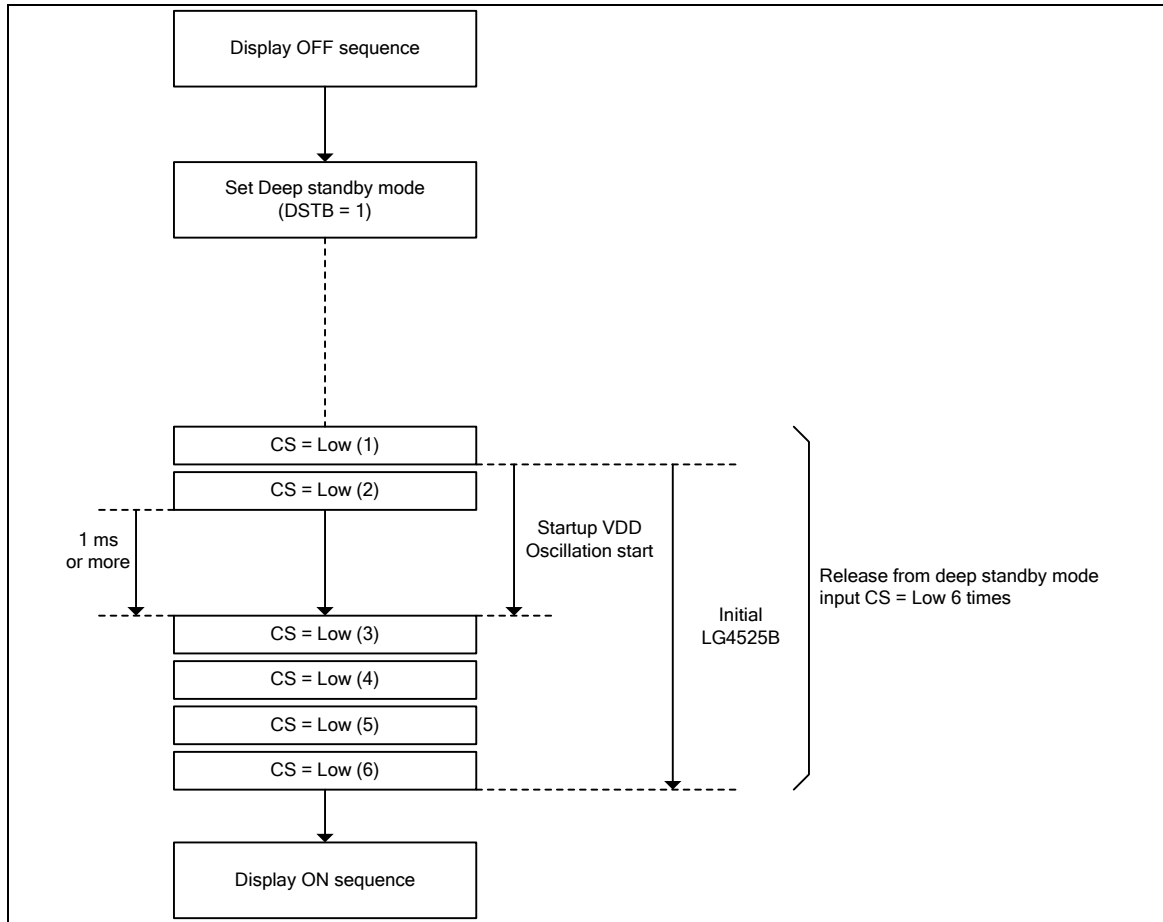 Display OFF sequence
Set Deep standby mode
(DSTB = 1)
CS = Low (1)
CS = Low (2)
1 ms
or more
Startup VDD
Oscillation start
Initial
LG4525B
Release from deep standby mode
input CS = Low 6 times
CS = Low (3)
CS = Low (4)
CS = Low (5)
CS = Low (6)
Display ON sequence